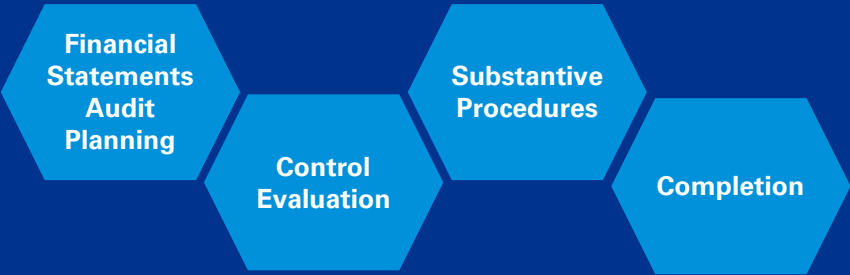 Financial
Statements
Audit
Planning
Control
Evaluation
Substantive
Procedures
Completion